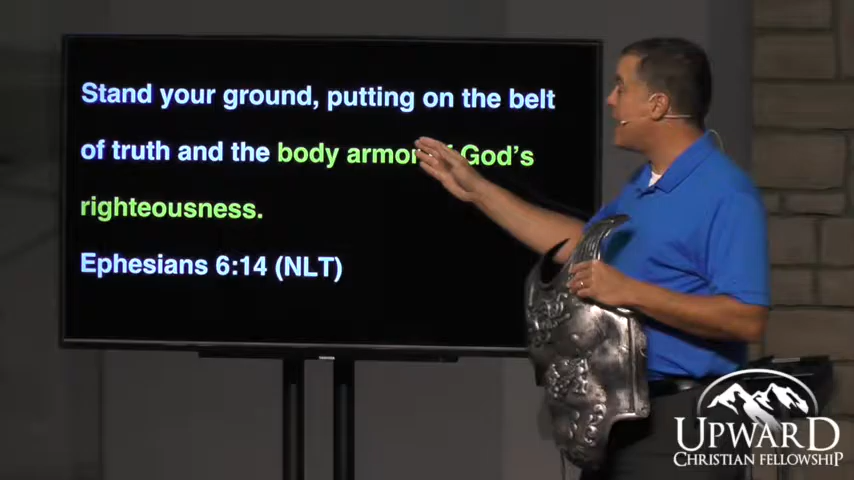 Stand your ground, putting on the belt
of truth and the body armor of God's
righteousness.
Ephesians 6:14 (NLT)
UPWARD
CHRISTIAN FELLOWSHIP